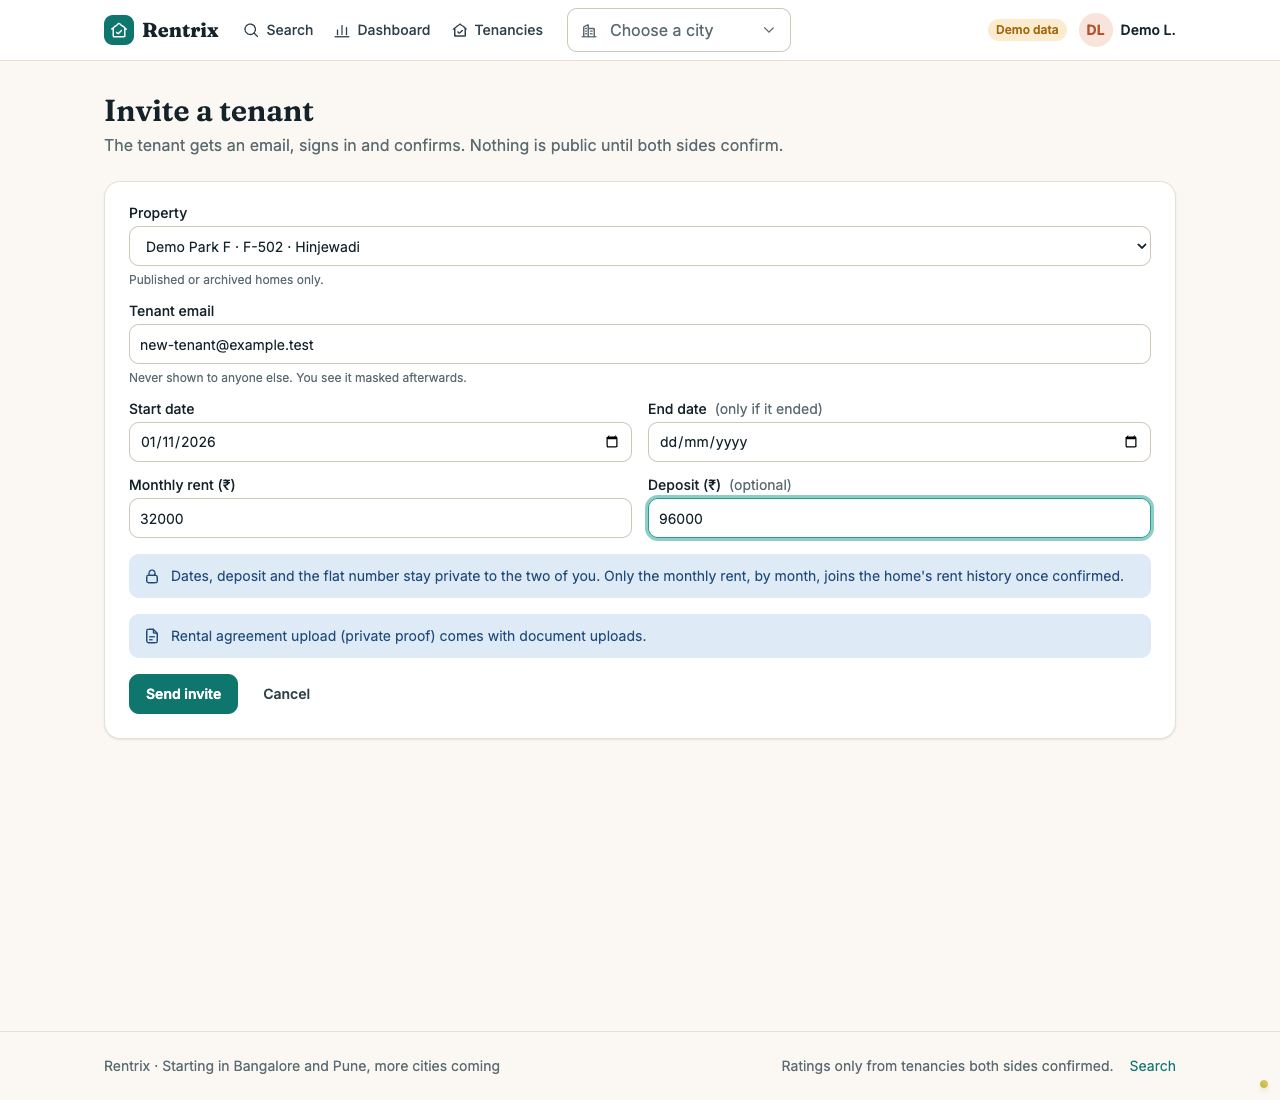 Rentrix
Search
Dashboard
Tenancies
Choose a city
Demo data
DL
Demo L.
Invite a tenant
The tenant gets an email, signs in and confirms. Nothing is public until both sides confirm.
Property
Demo Park F · F-502 · Hinjewadi
Published or archived homes only.
Tenant email
new-tenant@example.test
Never shown to anyone else. You see it masked afterwards.
Start date
01/11/2026
End date (only if it ended)
dd/mm/yyyy
Monthly rent (₹)
32000
Deposit (₹) (optional)
96000
Dates, deposit and the flat number stay private to the two of you. Only the monthly rent, by month, joins the home's rent history once confirmed.
Rental agreement upload (private proof) comes with document uploads.
Send invite
Cancel
Rentrix · Starting in Bangalore and Pune, more cities coming
Ratings only from tenancies both sides confirmed.
Search